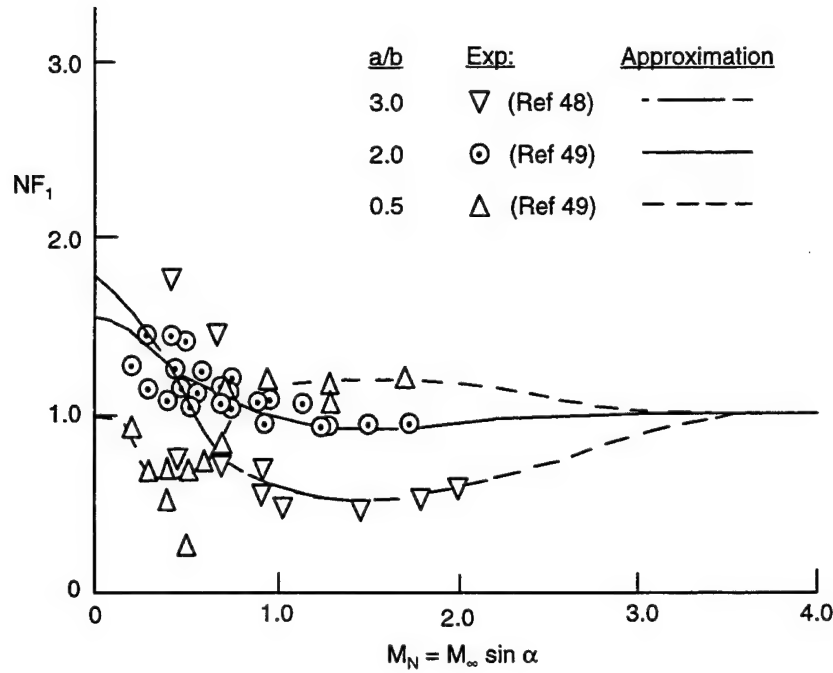 a/b Exp: Approximation
3.0 ▽ (Ref 48)
2.0 ⊙ (Ref 49)
0.5 △ (Ref 49)
NF₁
3.0
2.0
1.0
0
0 1.0 2.0 3.0 4.0
M_N = M_∞ sin α